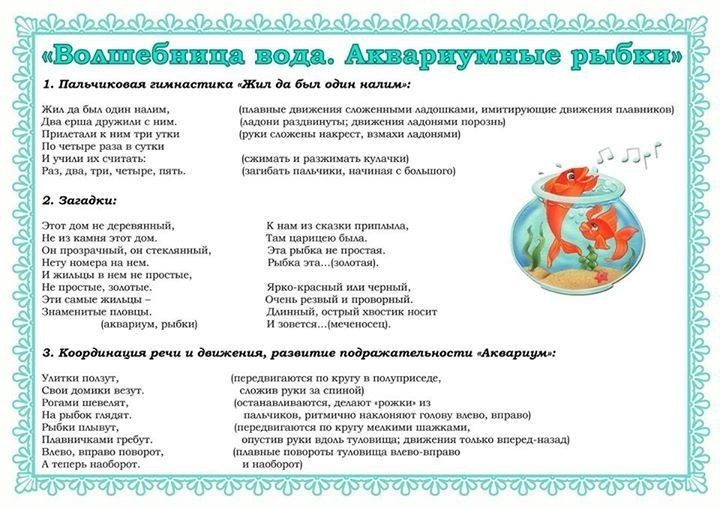 «Волшебница вода. Аквариумные рыбки»
1. Пальчиковая гимнастика «Жил да был один налим»:
Жил да был один налим, (плавные движения сложенными ладошками, имитирующие движения плавников)
Два ерша дружили с ним. (ладони раздвинуты; движения ладонями порознь)
Прилетали к ним три утки (руки сложены накрест, взмахи ладонями)
По четыре раза в сутки
И учили их считать: (сжимать и разжимать кулачки)
Раз, два, три, четыре, пять. (загибать пальчики, начиная с большого)
2. Загадки:
Этот дом не деревянный,
Не из камня этот дом.
Он прозрачный, он стеклянный,
Нету номера на нем.
И жильцы в нем не простые,
Не простые, золотые.
Эти самые жильцы –
Знаменитые пловцы.
(аквариум, рыбки)
К нам из сказки приплыла,
Там царицею была.
Эта рыбка не простая.
Рыбка эта...(золотая).
Ярко-красный или черный,
Очень резвый и проворный.
Длинный, острый хвостик носит
И зовется...(меченосец).
3. Координация речи и движения, развитие подражательности «Аквариум»:
Улитки ползут, (передвигаются по кругу в полуприседе,
Свои домики везут. сложив руки за спиной)
Рогами шевелят, (останавливаются, делают «рожки» из
На рыбок глядят. пальчиков, ритмично наклоняют голову влево, вправо)
Рыбки плывут, (передвигаются по кругу мелкими шажками,
Плавничками гребут. опустив руки вдоль туловища; движения только вперед-назад)
Влево, вправо поворот, (плавные повороты туловища влево-вправо
А теперь наоборот. и наоборот)